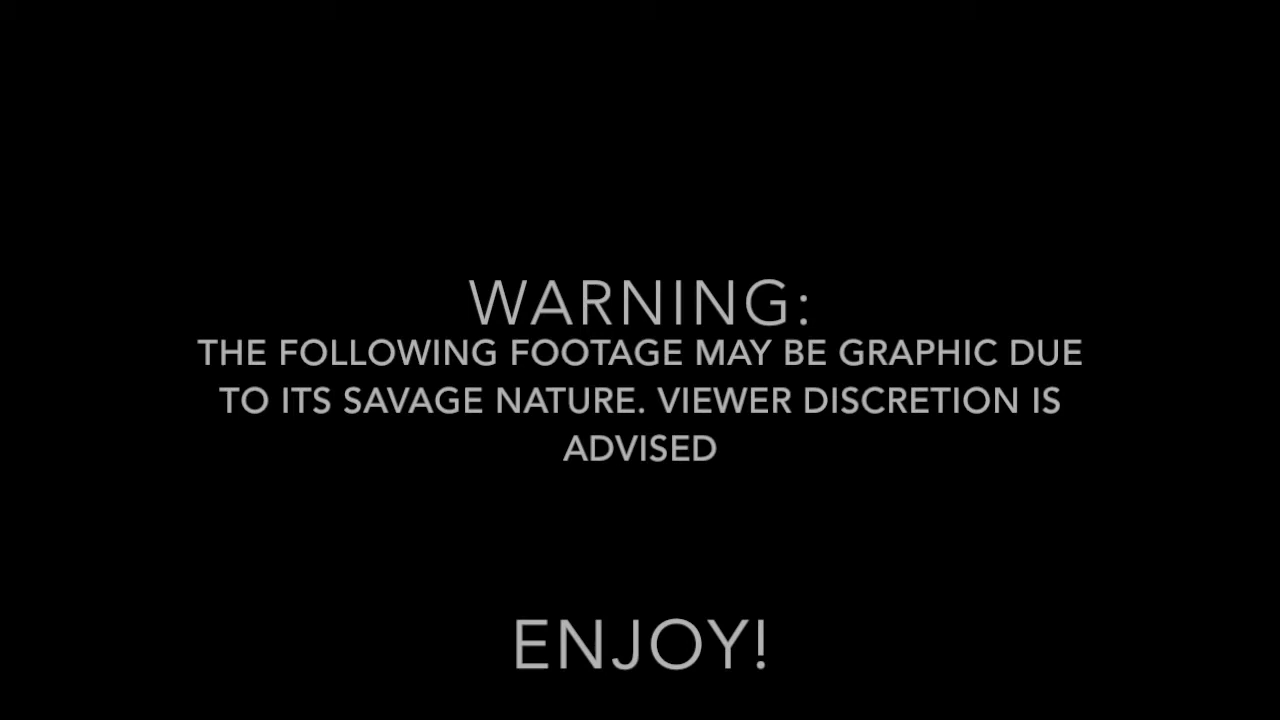 WARNING:
THE FOLLOWING FOOTAGE MAY BE GRAPHIC DUE
TO ITS SAVAGE NATURE. VIEWER DISCRETION IS
ADVISED
ENJOY!